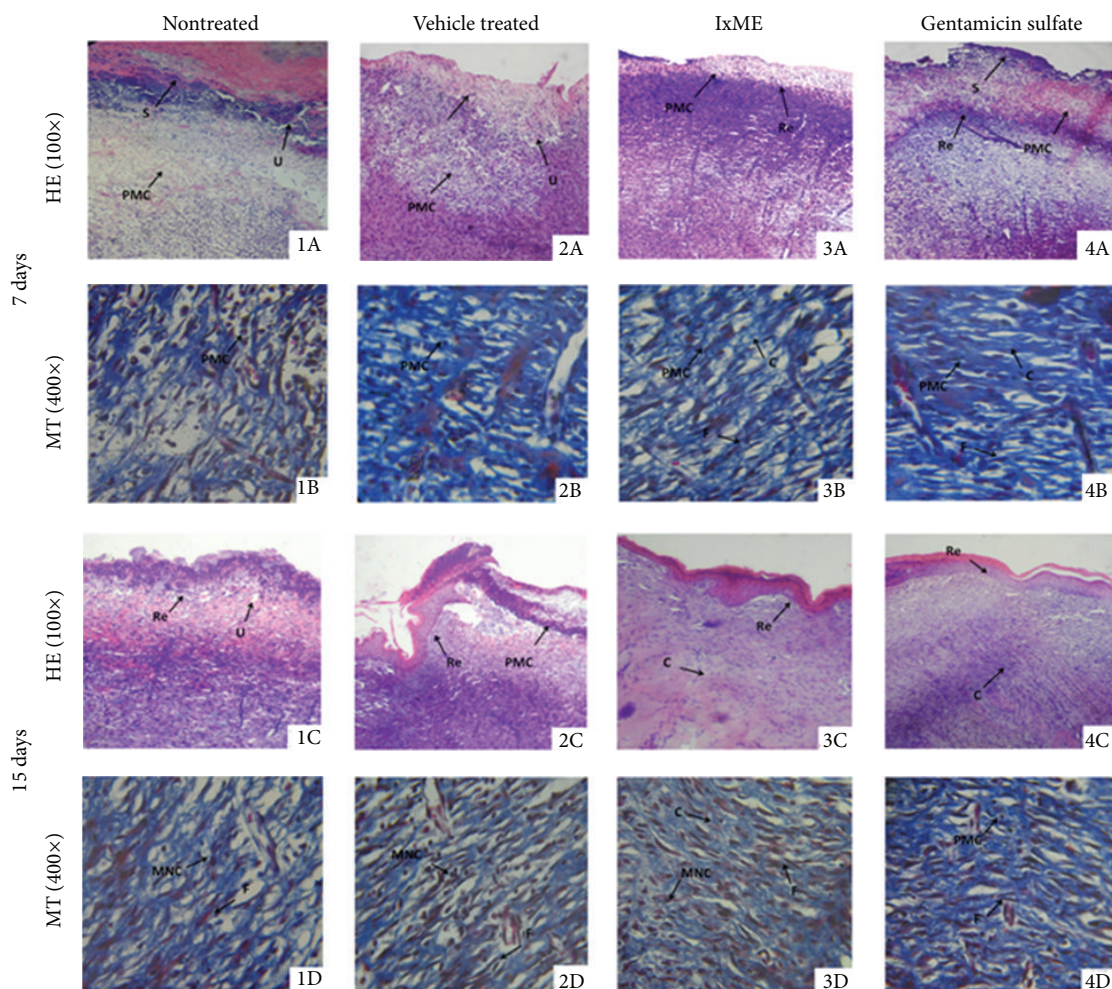 Nontreated
Vehicle treated
IxME
Gentamicin sulfate
7 days
HE (100×)
S
U
PMC
1A
PMC
U
2A
PMC
Re
3A
S
Re
PMC
4A
MT (400×)
PMC
1B
PMC
2B
PMC
C
F
3B
PMC
C
F
4B
15 days
HE (100×)
Re
U
1C
Re
PMC
2C
Re
C
3C
Re
C
4C
MT (400×)
MNC
F
1D
MNC
F
2D
C
MNC
F
3D
PMC
F
4D